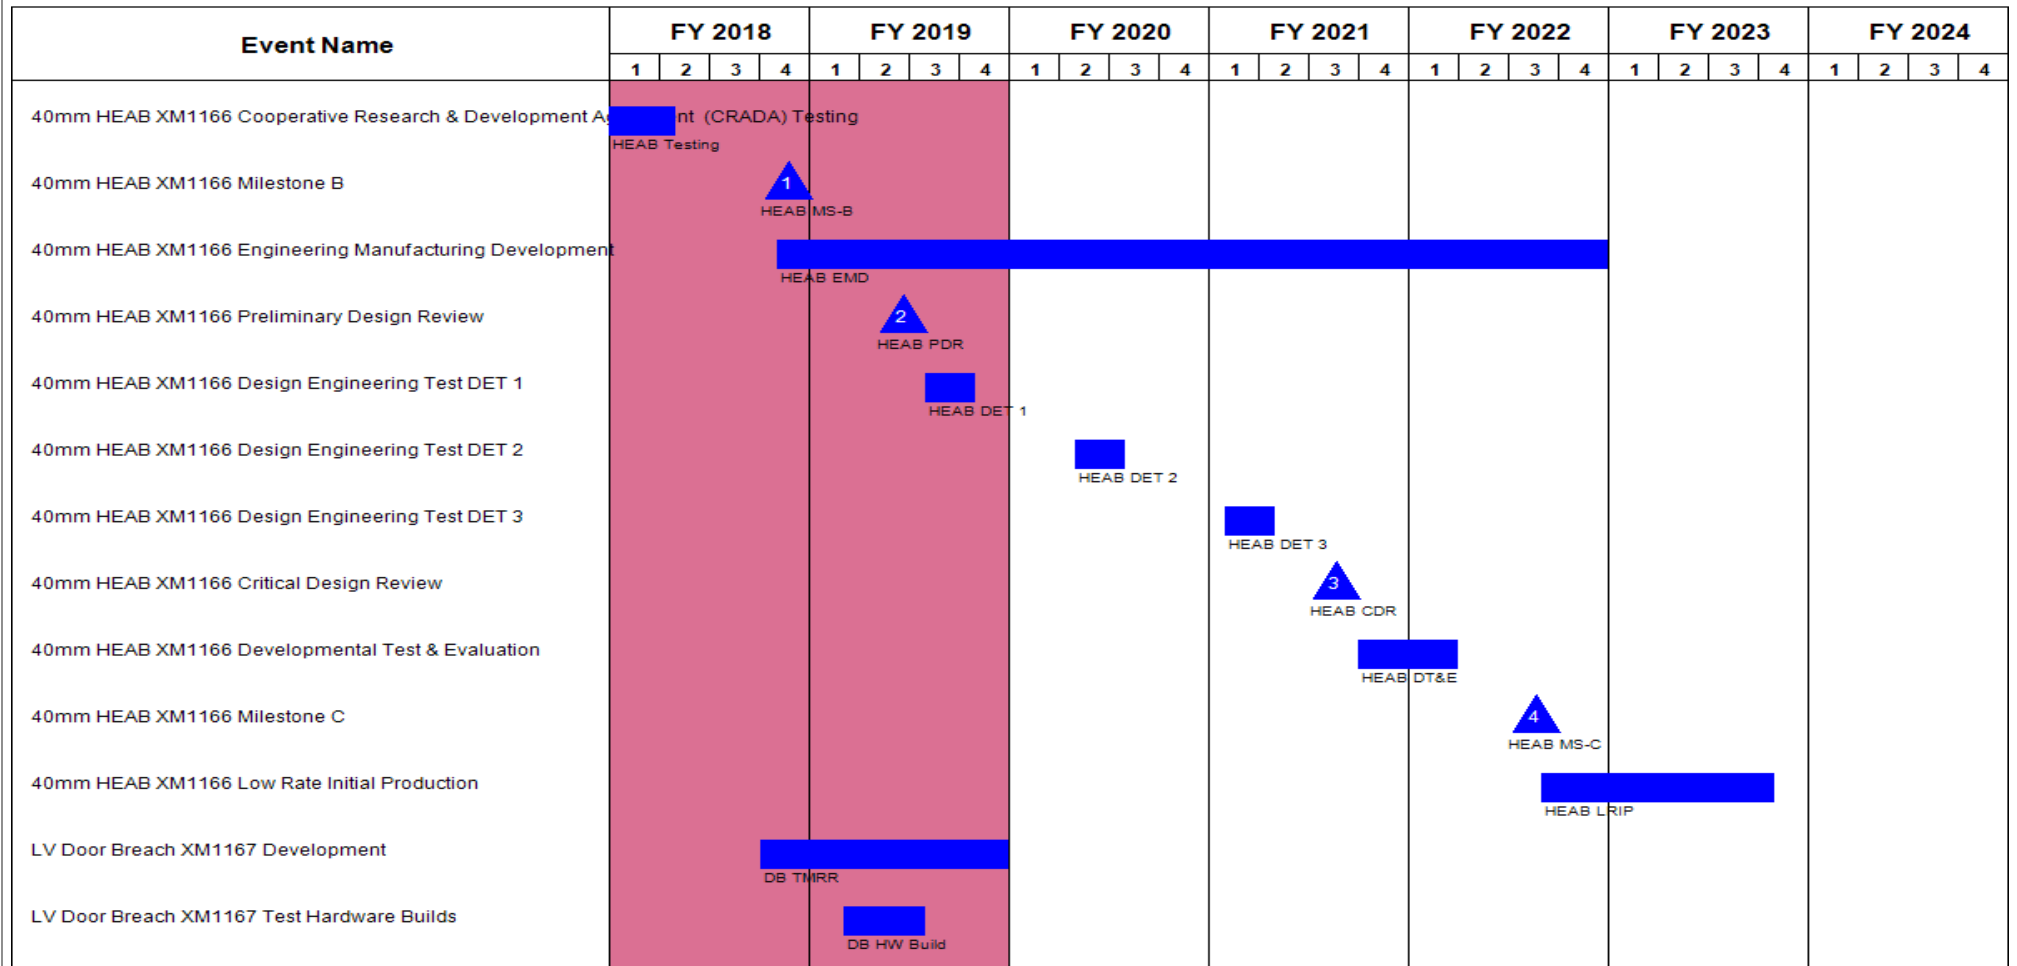 Event Name
FY 2018 FY 2019 FY 2020 FY 2021 FY 2022 FY 2023 FY 2024
1 2 3 4 1 2 3 4 1 2 3 4 1 2 3 4 1 2 3 4 1 2 3 4 1 2 3 4
40mm HEAB XM1166 Cooperative Research & Development A nt (CRADA) Testing
HEAB Testing
40mm HEAB XM1166 Milestone B
1
HEAB MS-B
40mm HEAB XM1166 Engineering Manufacturing Development
HEAB EMD
40mm HEAB XM1166 Preliminary Design Review
2
HEAB PDR
40mm HEAB XM1166 Design Engineering Test DET 1
HEAB DET 1
40mm HEAB XM1166 Design Engineering Test DET 2
HEAB DET 2
40mm HEAB XM1166 Design Engineering Test DET 3
HEAB DET 3
40mm HEAB XM1166 Critical Design Review
3
HEAB CDR
40mm HEAB XM1166 Developmental Test & Evaluation
HEAB DT&E
40mm HEAB XM1166 Milestone C
4
HEAB MS-C
40mm HEAB XM1166 Low Rate Initial Production
HEAB LRIP
LV Door Breach XM1167 Development
DB TMRR
LV Door Breach XM1167 Test Hardware Builds
DB HW Build